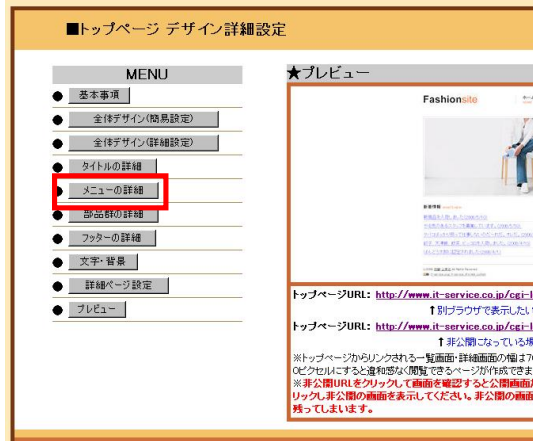 ■トップページ デザイン詳細設定
MENU
● 基本事項
● 全体デザイン(簡易設定)
● 全体デザイン(詳細設定)
● タイトルの詳細
● メニューの詳細
● 部品群の詳細
● フッターの詳細
● 文字・背景
● 詳細ページ設定
● プレビュー
★プレビュー
Fashionsite
トップページURL: http://www.it-service.co.jp/cgi-l
↑別ブラウザで表示したい
トップページURL: http://www.it-service.co.jp/cgi-l
↑非公開になっている場
※トップページからリンクされる一覧画面・詳細画面の幅は7
0ピクセルにすると違和感なく閲覧できるページが作成できま
※非公開URLをクリックして画面を確認すると公開画面
リックし非公開の画面を表示してください。非公開の画面
残ってしまいます。